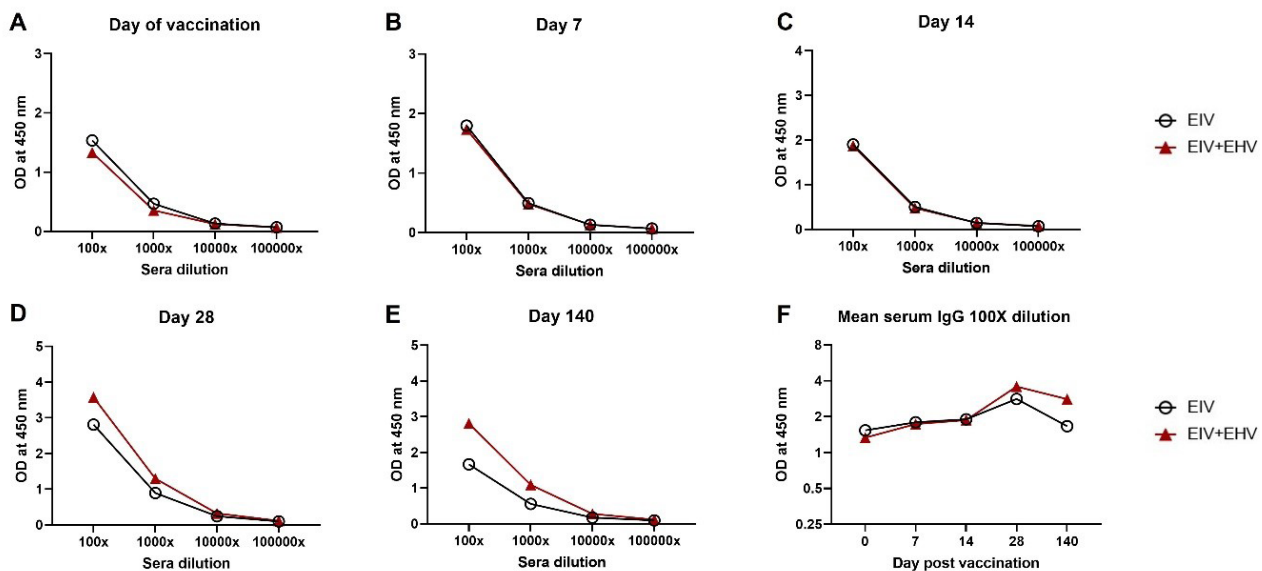 A
Day of vaccination
OD at 450 nm
3
2
1
0
100x 1000x 10000x 100000x
Sera dilution
B
Day 7
OD at 450 nm
3
2
1
0
100x 1000x 10000x 100000x
Sera dilution
C
Day 14
OD at 450 nm
4
3
2
1
0
100x 1000x 10000x 100000x
Sera dilution
EIV
EIV+EHV
D
Day 28
OD at 450 nm
5
4
3
2
1
0
100x 1000x 10000x 100000x
Sera dilution
E
Day 140
OD at 450 nm
5
4
3
2
1
0
100x 1000x 10000x 100000x
Sera dilution
F
Mean serum IgG 100X dilution
OD at 450 nm
8
4
2
1
0.5
0.25
0 7 14 28 140
Day post vaccination
EIV
EIV+EHV